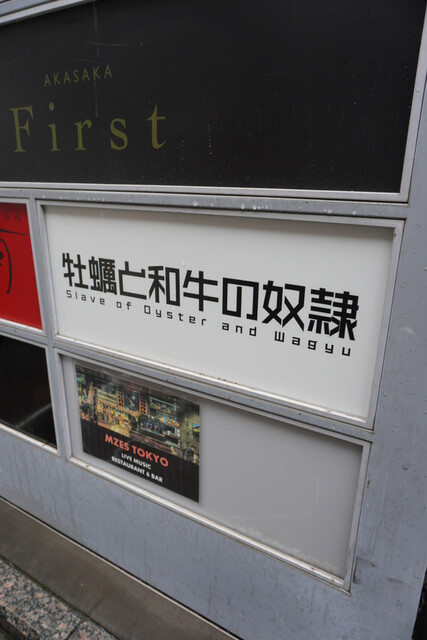 AKASAKA
First
牡蠣と和牛の奴隷
Slave of Oyster and Wagyu
MZES TOKYO
LIVE MUSIC
RESTAURANT & BAR